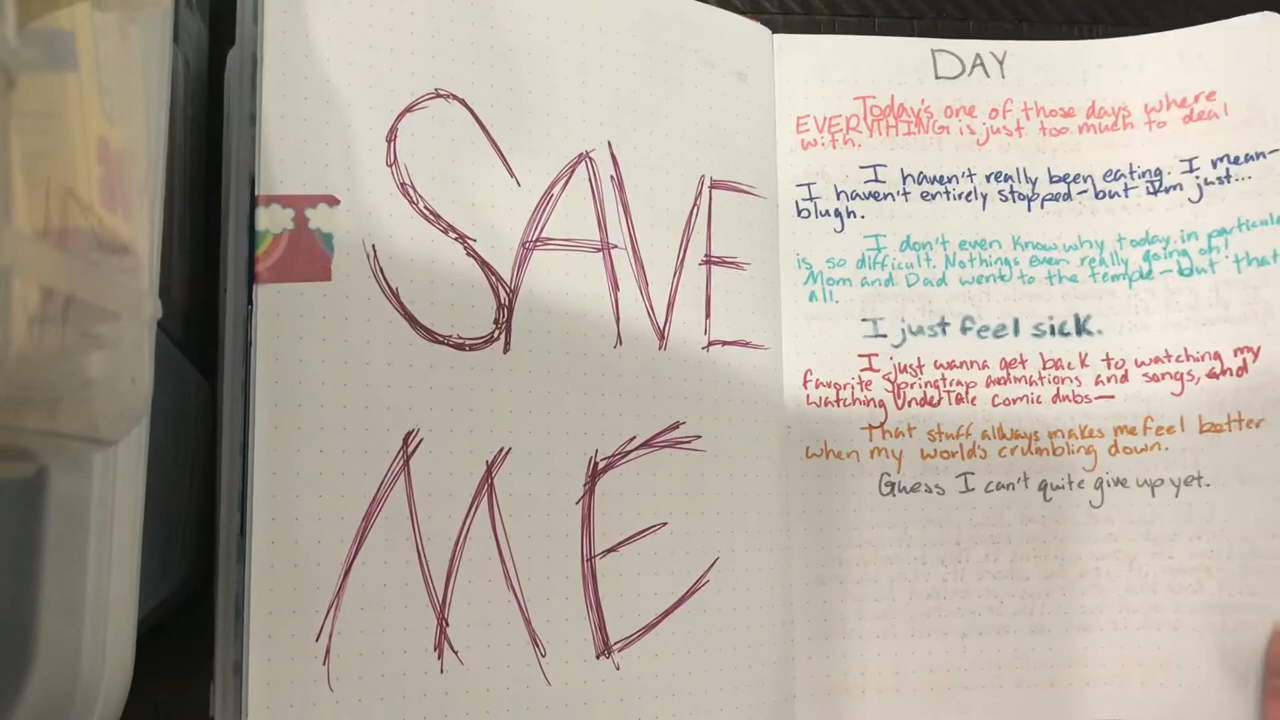 SAVE
ME
DAY
Today's one of those days where
EVERYTHING is just too much to deal
with.
I haven't really been eating. I mean-
I haven't entirely stopped-but I'm just...
blugh.
I don't even know why today in particula
is so difficult. Nothings even really going on!
Mom and Dad went to the temple-but that
all.
I just feel sick.
I just wanna get back to watching my
favorite Springtrap animations and songs, and
watching UnderTale comic dubs—
That stuff allways makes me feel better
when my world's crumbling down.
Guess I can't quite give up yet.